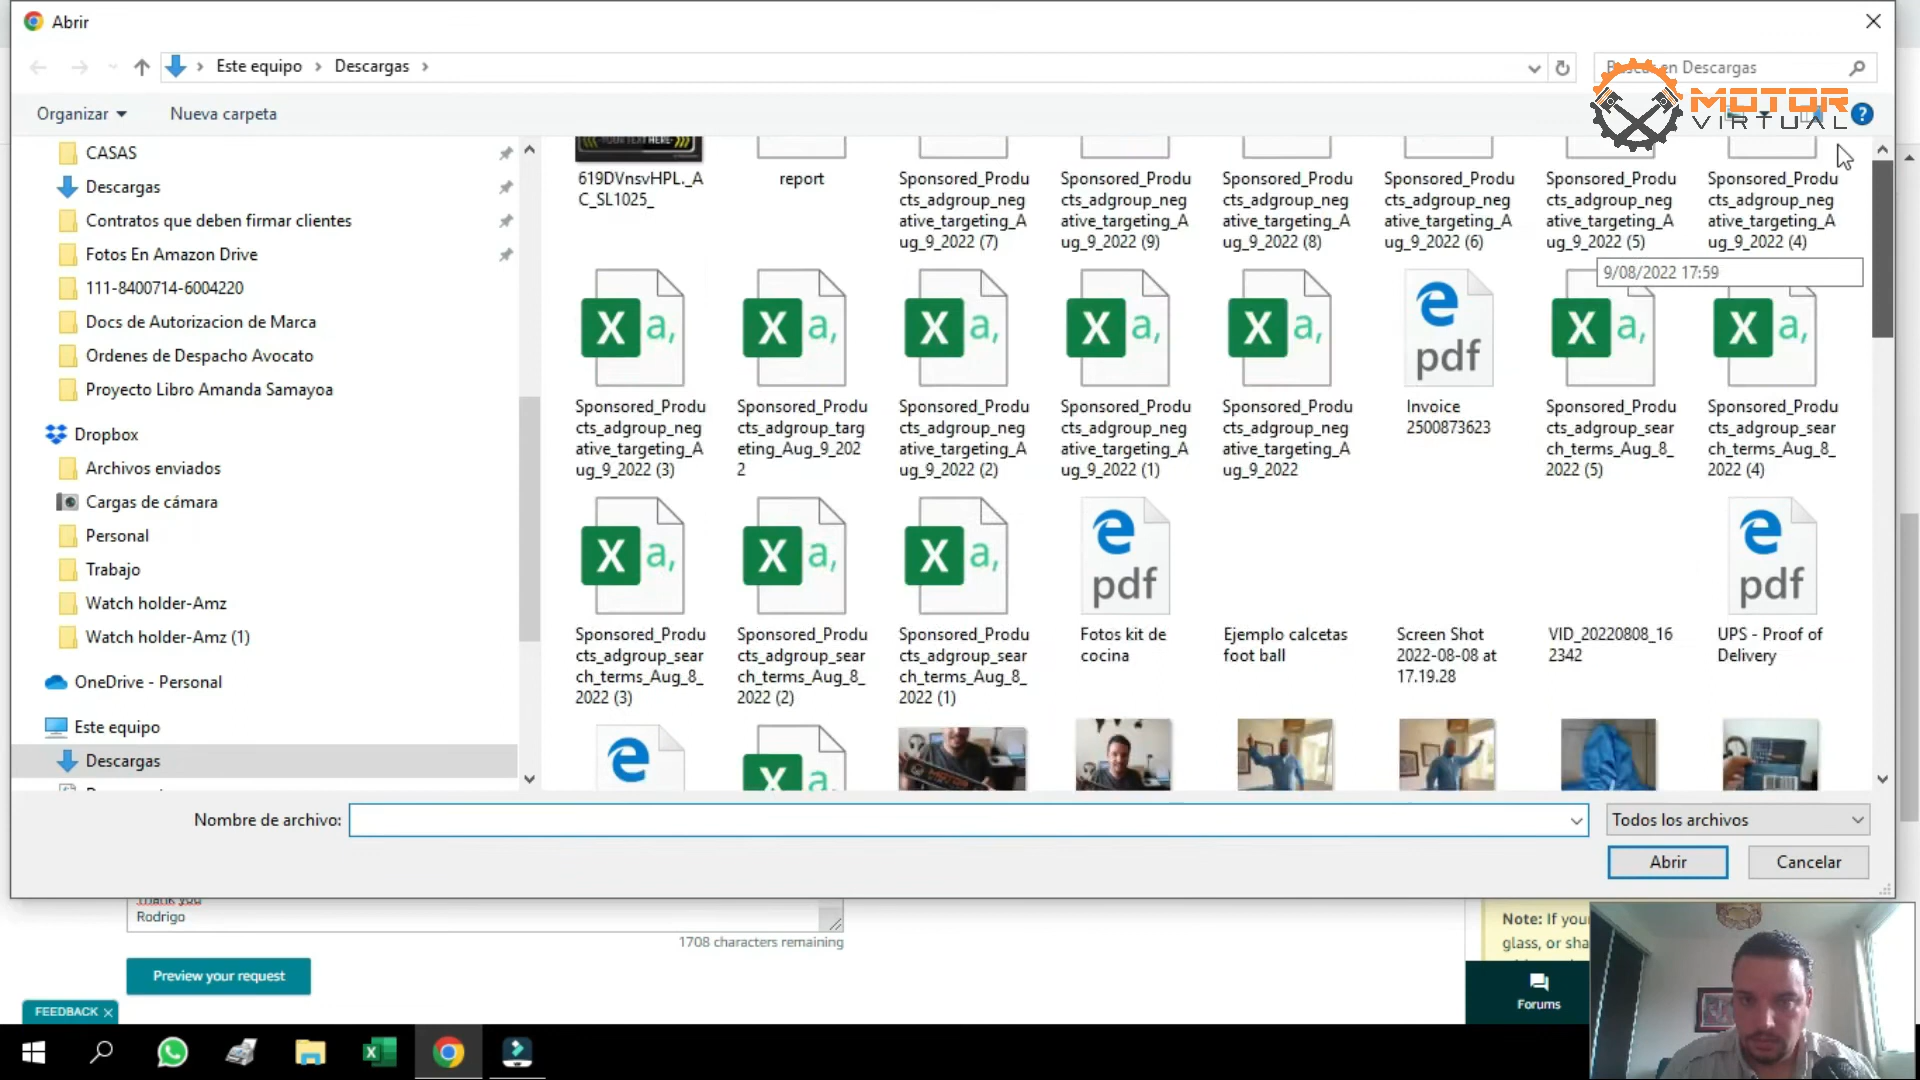 Abrir
Este equipo
Descargas
Buscar en Descargas
MOTOR
VIRTUAL
Organizar
Nueva carpeta
?
CASAS
Descargas
Contratos que deben firmar clientes
Fotos En Amazon Drive
111-8400714-6004220
Docs de Autorizacion de Marca
Ordenes de Despacho Avocato
Proyecto Libro Amanda Samayoa
Dropbox
Archivos enviados
Cargas de cámara
Personal
Trabajo
Watch holder-Amz
Watch holder-Amz (1)
OneDrive - Personal
Este equipo
Descargas
YOUR TEXT HERE
619DVnsvHPL._A
C_SL1025_
report
Sponsored_Produ
cts_adgroup_neg
ative_targeting_A
ug_9_2022 (7)
Sponsored_Produ
cts_adgroup_neg
ative_targeting_A
ug_9_2022 (9)
Sponsored_Produ
cts_adgroup_neg
ative_targeting_A
ug_9_2022 (8)
Sponsored_Produ
cts_adgroup_neg
ative_targeting_A
ug_9_2022 (6)
Sponsored_Produ
cts_adgroup_neg
ative_targeting_A
ug_9_2022 (5)
Sponsored_Produ
cts_adgroup_neg
ative_targeting_A
ug_9_2022 (4)
9/08/2022 17:59
X a,
X a,
X a,
X a,
X a,
pdf
X a,
X a,
Sponsored_Produ
cts_adgroup_neg
ative_targeting_A
ug_9_2022 (3)
Sponsored_Produ
cts_adgroup_targ
eting_Aug_9_202
2
Sponsored_Produ
cts_adgroup_neg
ative_targeting_A
ug_9_2022 (2)
Sponsored_Produ
cts_adgroup_neg
ative_targeting_A
ug_9_2022 (1)
Sponsored_Produ
cts_adgroup_neg
ative_targeting_A
ug_9_2022
Invoice
2500873623
Sponsored_Produ
cts_adgroup_sear
ch_terms_Aug_8_
2022 (5)
Sponsored_Produ
cts_adgroup_sear
ch_terms_Aug_8_
2022 (4)
X a,
X a,
X a,
pdf
pdf
Sponsored_Produ
cts_adgroup_sear
ch_terms_Aug_8_
2022 (3)
Sponsored_Produ
cts_adgroup_sear
ch_terms_Aug_8_
2022 (2)
Sponsored_Produ
cts_adgroup_sear
ch_terms_Aug_8_
2022 (1)
Fotos kit de
cocina
Ejemplo calcetas
foot ball
Screen Shot
2022-08-08 at
17.19.28
VID_20220808_16
2342
UPS - Proof of
Delivery
X a,
Nombre de archivo:
Todos los archivos
Abrir
Cancelar
Thank you
Rodrigo
1708 characters remaining
Preview your request
FEEDBACK
Note: If your
glass, or sha
Forums